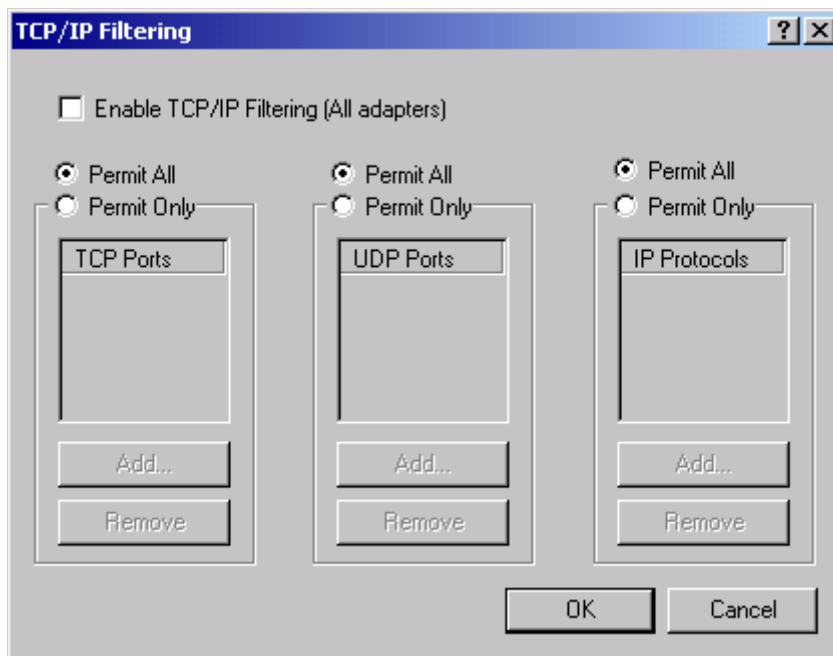 TCP/IP Filtering
Enable TCP/IP Filtering (All adapters)
Permit All
Permit Only
TCP Ports
Add...
Remove
Permit All
Permit Only
UDP Ports
Add...
Remove
Permit All
Permit Only
IP Protocols
Add...
Remove
OK
Cancel